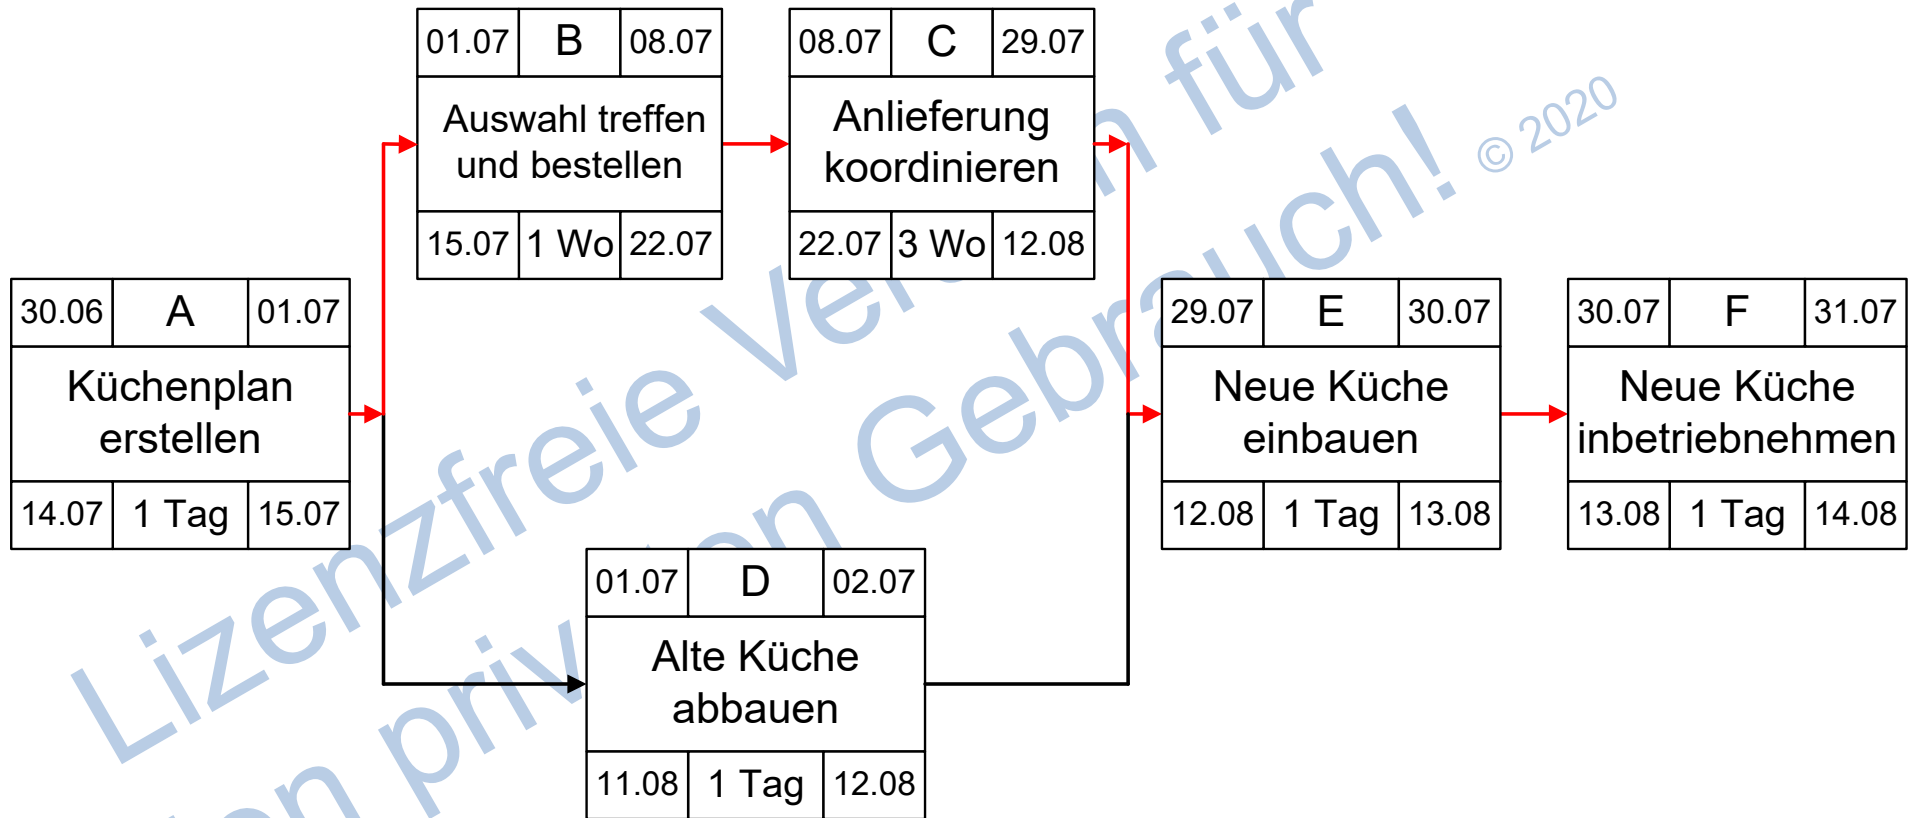 01.07 B 08.07
Auswahl treffen
und bestellen
15.07 1 Wo 22.07
08.07 C 29.07
Anlieferung
koordinieren
22.07 3 Wo 12.08
30.06 A 01.07
Küchenplan
erstellen
14.07 1 Tag 15.07
29.07 E 30.07
Neue Küche
einbauen
12.08 1 Tag 13.08
30.07 F 31.07
Neue Küche
inbetriebnehmen
13.08 1 Tag 14.08
01.07 D 02.07
Alte Küche
abbauen
11.08 1 Tag 12.08
Lizenzfreie für
Gebrauch! © 2020